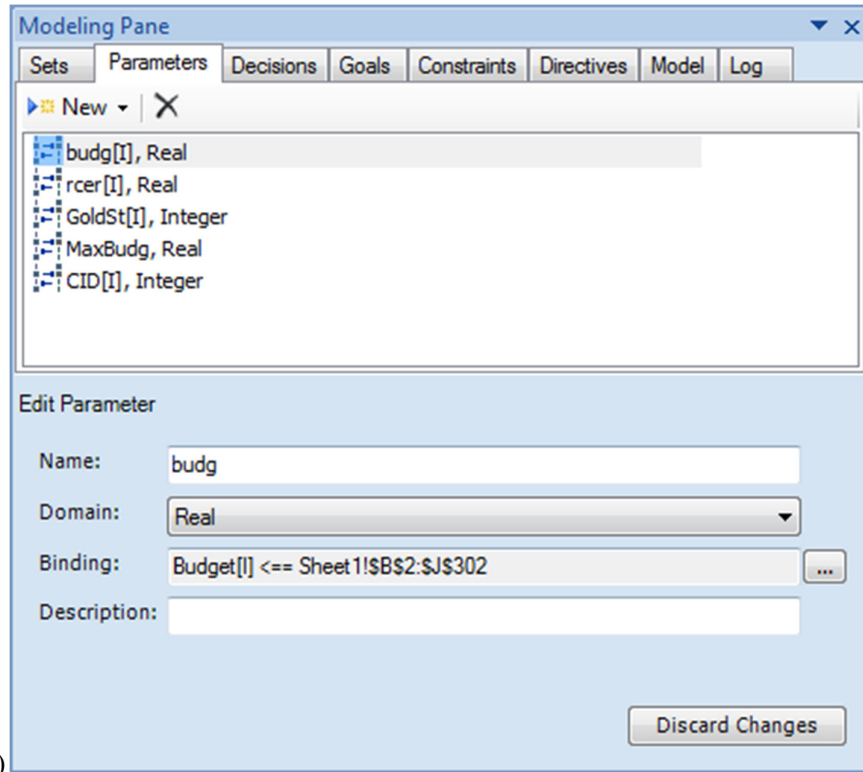 Modeling Pane
Sets Parameters Decisions Goals Constraints Directives Model Log
New
budg[I], Real
rcer[I], Real
GoldSt[I], Integer
MaxBudg, Real
CID[I], Integer
Edit Parameter
Name: budg
Domain: Real
Binding: Budget[I] <== Sheet1!$B$2:$J$302 ...
Description:
Discard Changes
)